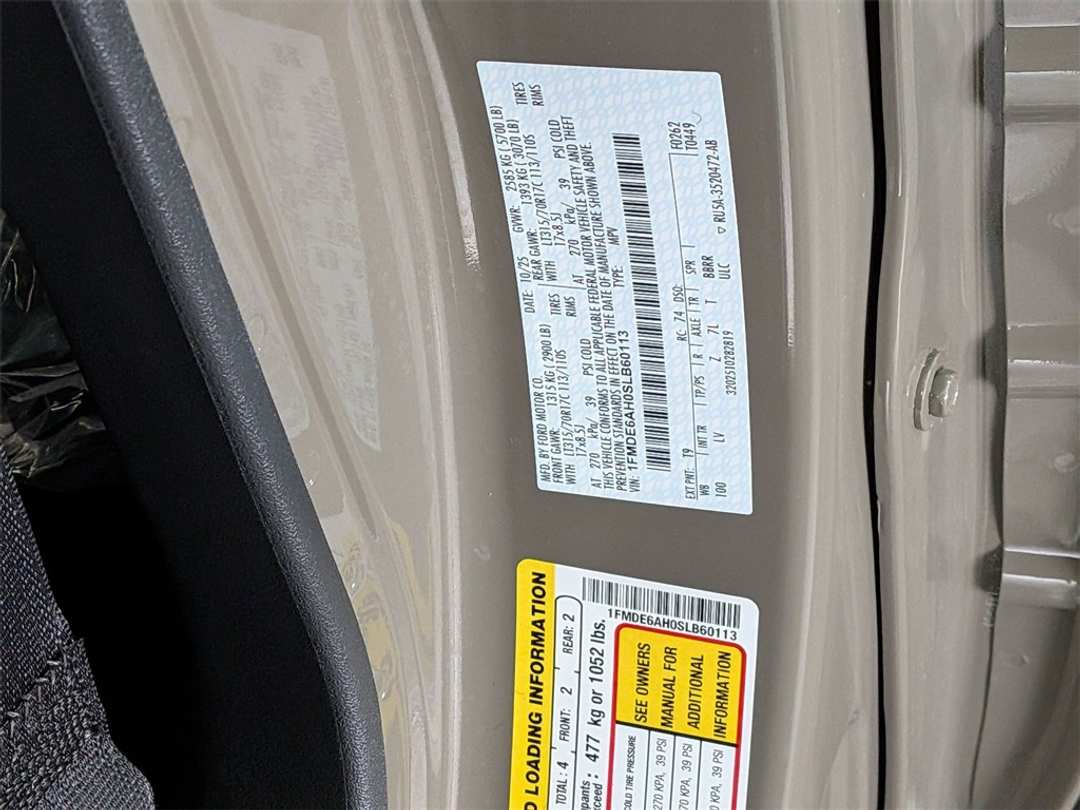 MFD. BY FORD MOTOR CO.
DATE: 10/25 GVWR: 2585 KG ( 5700 LB)
FRONT GAWR: 1315 KG ( 2900 LB)
REAR GAWR: 1393 KG ( 3070 LB)
WITH LT315/70R17C 113/110S TIRES
WITH LT315/70R17C 113/110S TIRES
17x8.5J RIMS
17x8.5J RIMS
AT 270 kPa/ 39 PSI COLD
AT 270 kPa/ 39 PSI COLD
THIS VEHICLE CONFORMS TO ALL APPLICABLE FEDERAL MOTOR VEHICLE SAFETY AND THEFT
PREVENTION STANDARDS IN EFFECT ON THE DATE OF MANUFACTURE SHOWN ABOVE.
VIN: 1FMDE6AH0SLB60113
TYPE: MPV
EXT PNT: T9 RC: 74 DSO: F0262
WB INT TR TP/PS R AXLE TR SPR T0449
100 LV Z 7L T BBRR
3202510282819 ULC RU5A-3520472-AB
LOADING INFORMATION
TOTAL : 4 FRONT: 2 REAR: 2
477 kg or 1052 lbs.
1FMDE6AH0SLB60113
COLD TIRE PRESSURE
270 KPA, 39 PSI
270 KPA, 39 PSI
KPA, 39 PSI
SEE OWNERS
MANUAL FOR
ADDITIONAL
INFORMATION